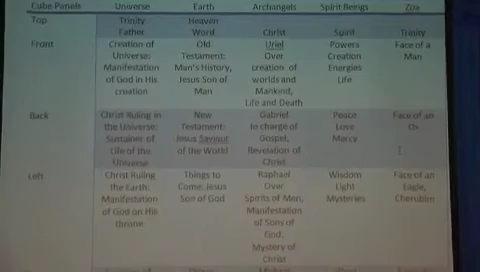 Cube Panels Universe Earth Archangels Spirit Beings Zoa
Top Trinity Heaven
Father Word Christ Spirit Trinity
Front Creation of Old Uriel Powers Face of a
Universe: Testament: Over Creation Man
Manifestation Man's History, creation of Energies
of God in His Jesus Son of worlds and Life
creation Man Mankind,
Life and Death
Back Christ Ruling in New Gabriel Peace Face of an
the Universe: Testament: In charge of Love Ox
Sustainer of Jesus Saviour Gospel, Mercy
Life of the of the World Revelation of
Universe Christ
Left Christ Ruling Things to Raphael Wisdom Face of an
the Earth: Come: Jesus Over Light Eagle,
Manifestation Son of God Spirits of Men, Mysteries Cherubim
of God on His Manifestation
throne of Sons of
God,
Mystery of
Christ